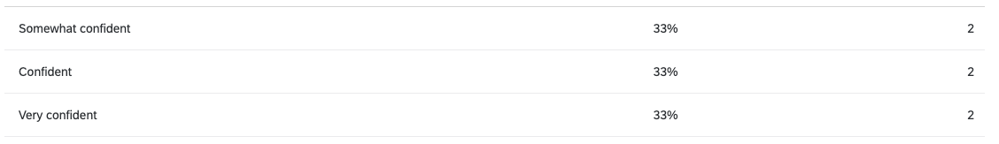 Somewhat confident 33% 2
Confident 33% 2
Very confident 33% 2